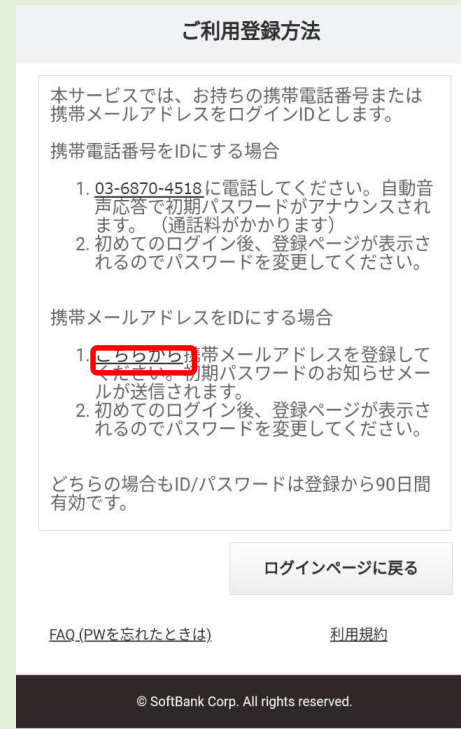 ご利用登録方法
本サービスでは、お持ちの携帯電話番号または
携帯メールアドレスをログインIDとします。
携帯電話番号をIDにする場合
1. 03-6870-4518に電話してください。自動音
声応答で初期パスワードがアナウンスされ
ます。（通話料がかかります）
2. 初めてのログイン後、登録ページが表示さ
れるのでパスワードを変更してください。
携帯メールアドレスをIDにする場合
1. こちらから携帯メールアドレスを登録して
ください。初期パスワードのお知らせメー
ルが送信されます。
2. 初めてのログイン後、登録ページが表示さ
れるのでパスワードを変更してください。
どちらの場合もID/パスワードは登録から90日間
有効です。
ログインページに戻る
FAQ (PWを忘れたときは)
利用規約
© SoftBank Corp. All rights reserved.